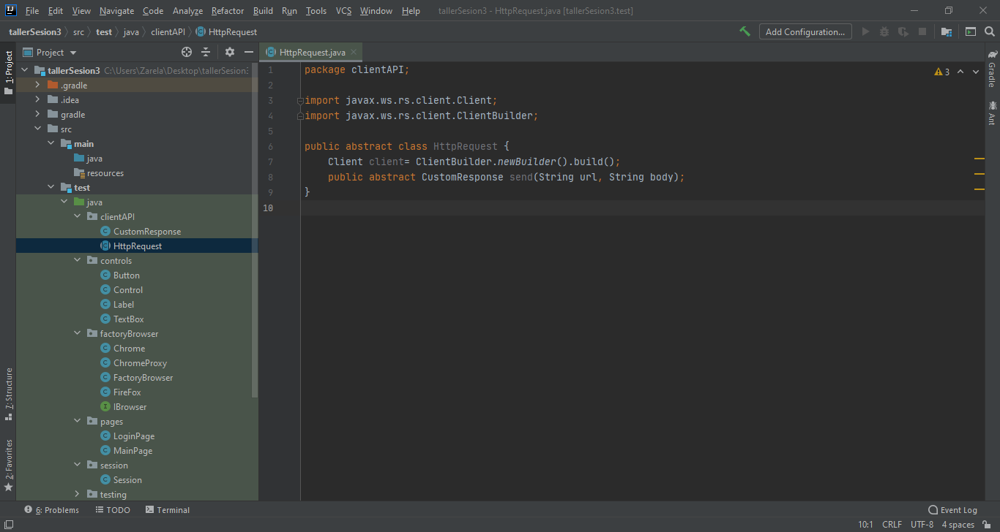 File Edit View Navigate Code Analyze Refactor Build Run Tools VCS Window Help tallerSesion3 - HttpRequest.java [tallerSesion3.test]
tallerSesion3 src test java clientAPI HttpRequest Add Configuration...
Project HttpRequest.java
1: Project
tallerSesion3 C:\Users\Zarela\Desktop\tallerSesion3
.gradle
.idea
gradle
src
main
java
resources
test
java
clientAPI
CustomResponse
HttpRequest
controls
Button
Control
Label
TextBox
factoryBrowser
Chrome
ChromeProxy
FactoryBrowser
FireFox
IBrowser
pages
LoginPage
MainPage
session
Session
testing
7: Structure
2: Favorites
1 package clientAPI;
2
3 import javax.ws.rs.client.Client;
4 import javax.ws.rs.client.ClientBuilder;
5
6 public abstract class HttpRequest {
7 Client client= ClientBuilder.newBuilder().build();
8 public abstract CustomResponse send(String url, String body);
9 }
10
3
Gradle
Ant
6: Problems TODO Terminal Event Log
10:1 CRLF UTF-8 4 spaces